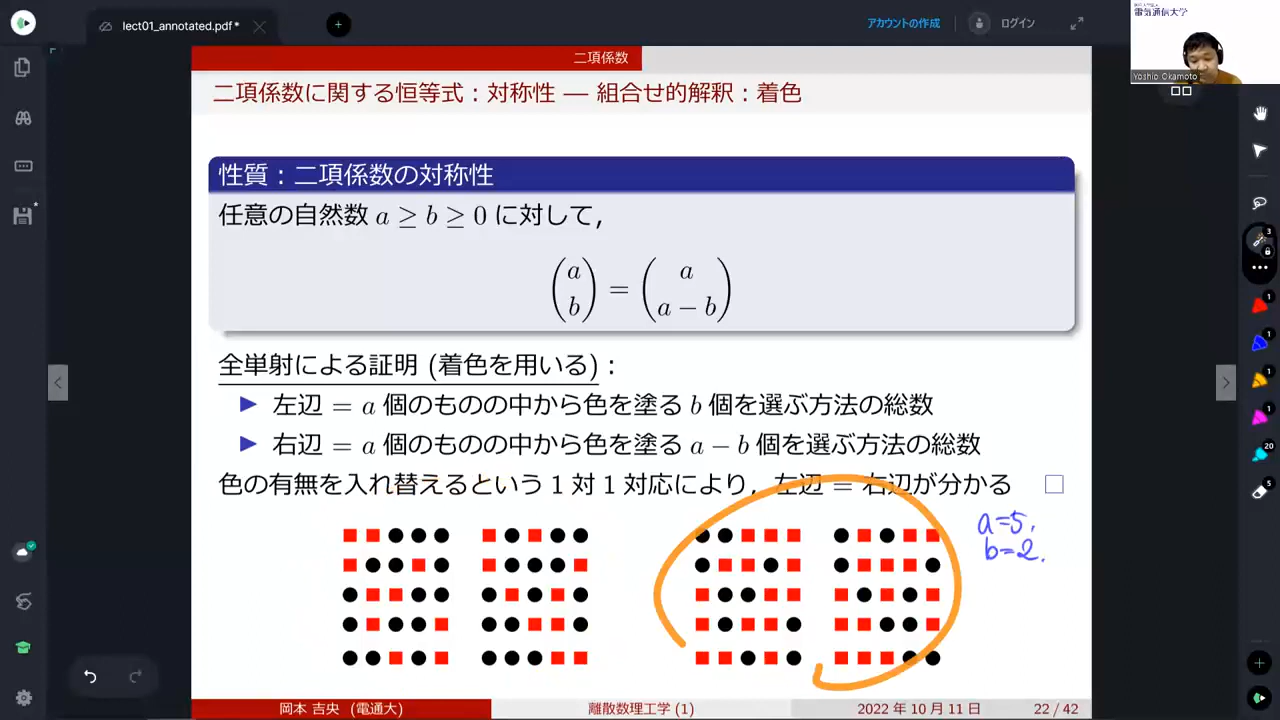 lect01_annotated.pdf*
アカウントの作成
ログイン
電気通信大学
Yoshio Okamoto
二項係数
二項係数に関する恒等式：対称性 — 組合せ的解釈：着色
性質：二項係数の対称性
任意の自然数 a ≥ b ≥ 0 に対して，
(a b) = (a a − b)
全単射による証明 (着色を用いる)：
▶ 左辺 = a 個のものの中から色を塗る b 個を選ぶ方法の総数
▶ 右辺 = a 個のものの中から色を塗る a − b 個を選ぶ方法の総数
色の有無を入れ替えるという 1 対 1 対応により，左辺 = 右辺が分かる □
a=5,
b=2.
岡本 吉央 (電通大)
離散数理工学 (1)
2022 年 10 月 11 日
22 / 42
3
1
1
1
1
20
5